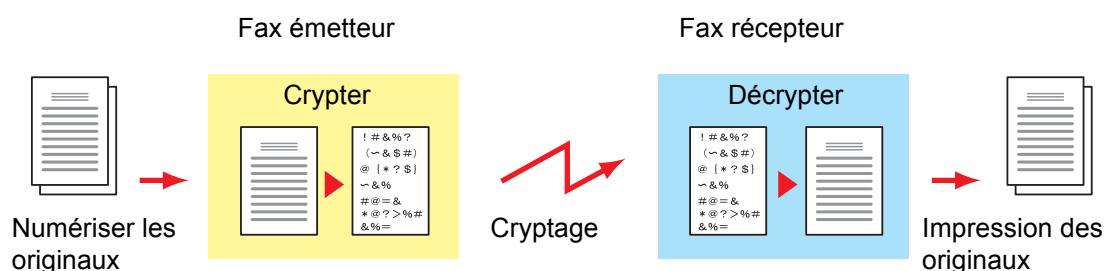 Fax émetteur
Fax récepteur
Crypter
Décrypter
!#&%?
(∽&$#)
@{*?$}
∽&%
#@=&
*@?>%#
&%=
!#&%?
(∽&$#)
@{*?$}
∽&%
#@=&
*@?>%#
&%=
Numériser les
originaux
Cryptage
Impression des
originaux